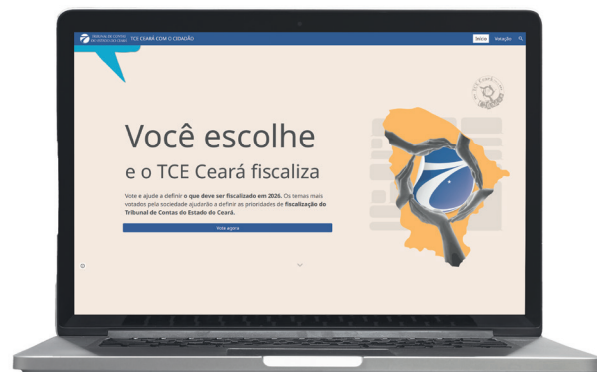 TRIBUNAL DE CONTAS
DO ESTADO DO CEARÁ
TCE CEARÁ COM O CIDADÃO
Início
Votação
TCE Ceará
Você escolhe
e o TCE Ceará fiscaliza
Vote e ajude a definir o que deve ser fiscalizado em 2026. Os temas mais
votados pela sociedade ajudarão a definir as prioridades de fiscalização do
Tribunal de Contas do Estado do Ceará.
Vote agora